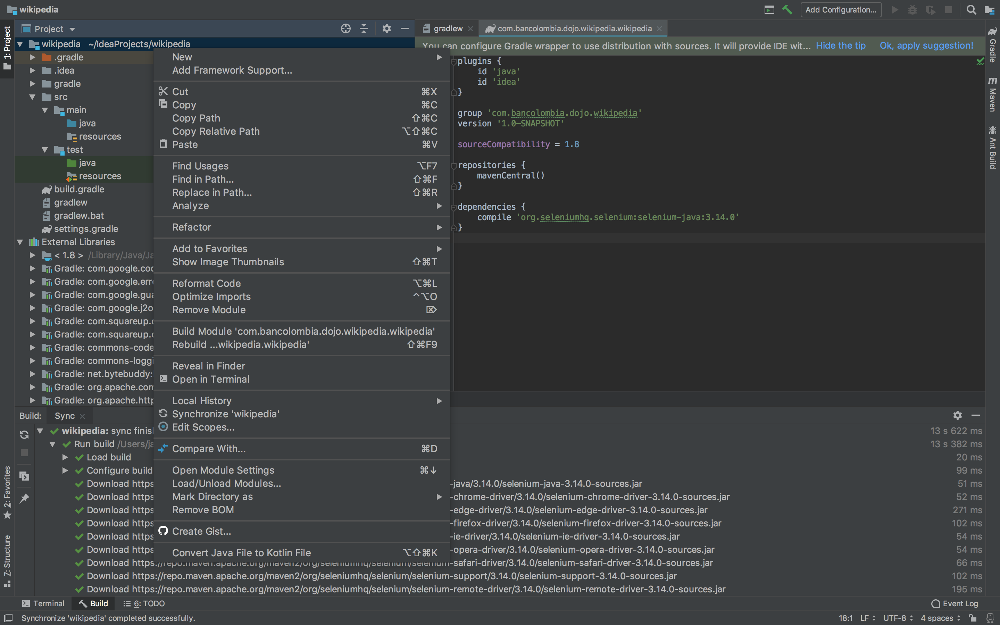 wikipedia
Add Configuration...
1: Project
Project
gradlew
com.bancolombia.dojo.wikipedia.wikipedia
You can configure Gradle wrapper to use distribution with sources. It will provide IDE wit... Hide the tip Ok, apply suggestion!
wikipedia ~/IdeaProjects/wikipedia
.gradle
.idea
gradle
src
main
java
resources
test
java
resources
build.gradle
gradlew
gradlew.bat
settings.gradle
External Libraries
< 1.8 > /Library/Java/Ja
Gradle: com.google.cod
Gradle: com.google.erro
Gradle: com.google.gua
Gradle: com.google.j2o
Gradle: com.squareup.
Gradle: com.squareup.
Gradle: commons-code
Gradle: commons-loggi
Gradle: net.bytebuddy:
Gradle: org.apache.com
Gradle: org.apache.http
New
Add Framework Support...
Cut ⌘X
Copy ⌘C
Copy Path ⇧⌘C
Copy Relative Path ⌥⇧⌘C
Paste ⌘V
Find Usages ⌥F7
Find in Path... ⇧⌘F
Replace in Path... ⇧⌘R
Analyze
Refactor
Add to Favorites
Show Image Thumbnails ⇧⌘T
Reformat Code ⌥⌘L
Optimize Imports ^⌥O
Remove Module ⌦
Build Module 'com.bancolombia.dojo.wikipedia.wikipedia'
Rebuild ...wikipedia.wikipedia' ⇧⌘F9
Reveal in Finder
Open in Terminal
Local History
Synchronize 'wikipedia'
Edit Scopes...
Compare With... ⌘D
Open Module Settings ⌘↓
Load/Unload Modules...
Mark Directory as
Remove BOM
Create Gist...
Convert Java File to Kotlin File ⌥⇧⌘K
plugins {
id 'java'
id 'idea'
}
group 'com.bancolombia.dojo.wikipedia'
version '1.0-SNAPSHOT'
sourceCompatibility = 1.8
repositories {
mavenCentral()
}
dependencies {
compile 'org.seleniumhq.selenium:selenium-java:3.14.0'
}
Gradle
Maven
Ant Build
Build: Sync
wikipedia: sync finish 13 s 622 ms
Run build /Users/ja 13 s 382 ms
Load build 20 ms
Configure build 99 ms
Download https -java/3.14.0/selenium-java-3.14.0-sources.jar 51 ms
Download https -chrome-driver/3.14.0/selenium-chrome-driver-3.14.0-sources.jar 52 ms
Download https -edge-driver/3.14.0/selenium-edge-driver-3.14.0-sources.jar 271 ms
Download https -firefox-driver/3.14.0/selenium-firefox-driver-3.14.0-sources.jar 102 ms
Download https -ie-driver/3.14.0/selenium-ie-driver-3.14.0-sources.jar 54 ms
Download https -opera-driver/3.14.0/selenium-opera-driver-3.14.0-sources.jar 54 ms
Download https://repo.maven.apache.org/maven2/org/seleniumhq/selenium/selenium-safari-driver/3.14.0/selenium-safari-driver-3.14.0-sources.jar 66 ms
Download https://repo.maven.apache.org/maven2/org/seleniumhq/selenium/selenium-support/3.14.0/selenium-support-3.14.0-sources.jar 102 ms
Download https://repo.maven.apache.org/maven2/org/seleniumhq/selenium/selenium-remote-driver/3.14.0/selenium-remote-driver-3.14.0-sources.jar 195 ms
2: Favorites
Z: Structure
Terminal Build 6: TODO Event Log
Synchronize 'wikipedia' completed successfully. 18:1 LF UTF-8 4 spaces